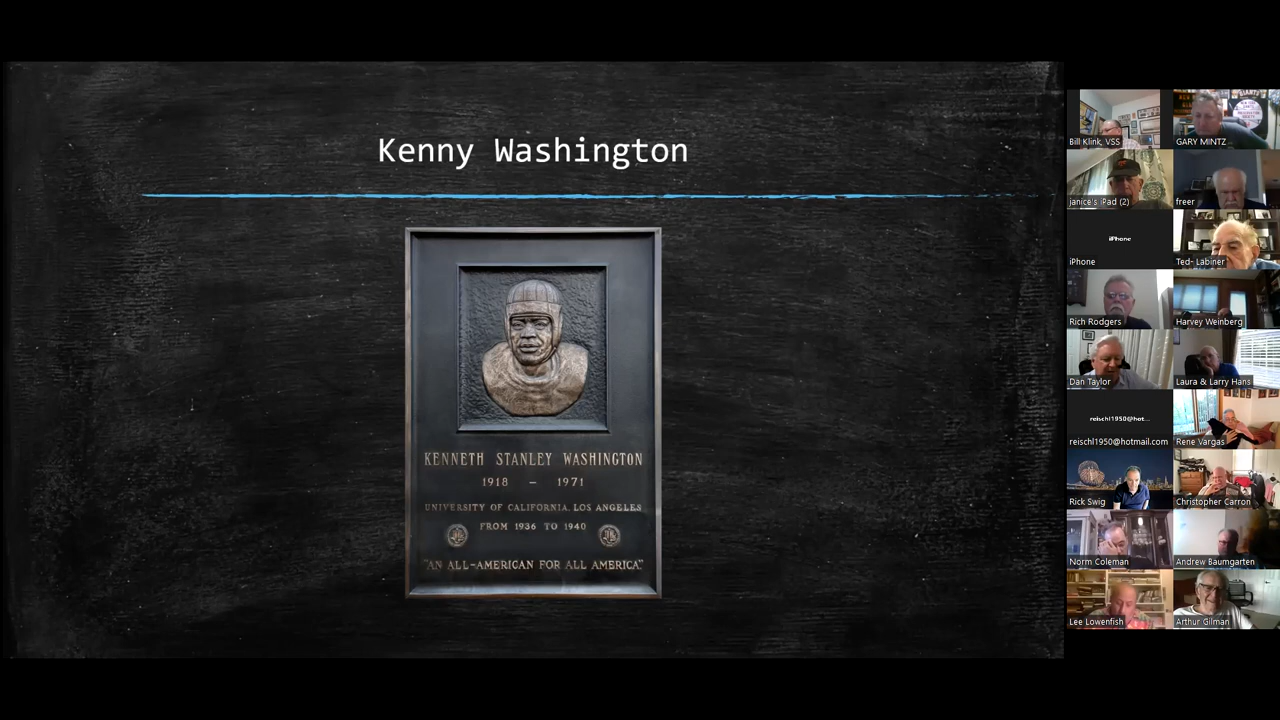 Kenny Washington
KENNETH STANLEY WASHINGTON
1918 – 1971
UNIVERSITY OF CALIFORNIA, LOS ANGELES
FROM 1936 TO 1940
"AN ALL-AMERICAN FOR ALL AMERICA"
Bill Klink, VSS
GARY MINTZ
janice's iPad (2)
freer
iPhone
iPhone
Ted- Labiner
Rich Rodgers
Harvey Weinberg
Dan Taylor
Laura & Larry Hans
reischl1950@hot...
reischl1950@hotmail.com
Rene Vargas
Rick Swig
Christopher Carron
Norm Coleman
Andrew Baumgarten
Lee Lowenfish
Arthur Gilman